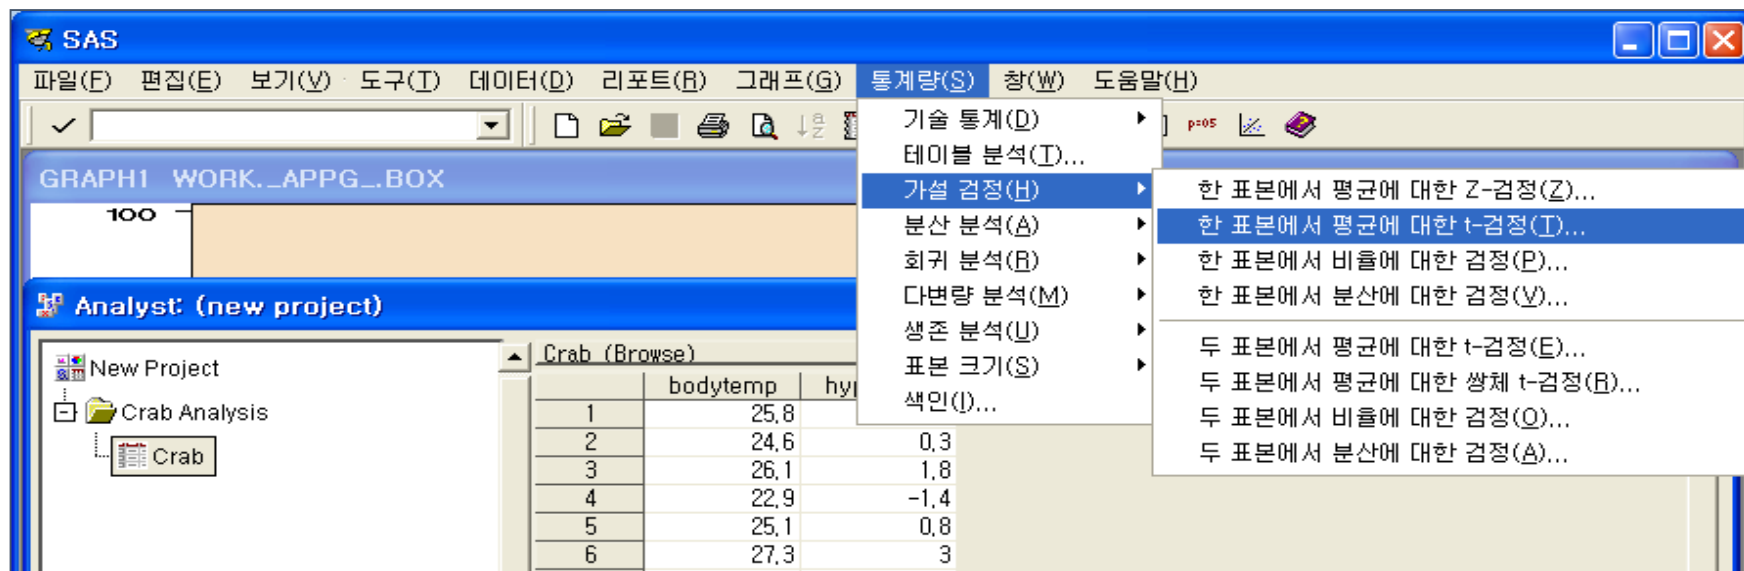 SAS
파일(F) 편집(E) 보기(V) 도구(T) 데이터(D) 리포트(R) 그래프(G) 통계량(S) 창(W) 도움말(H)
p=05
GRAPH1 WORK._APPG_.BOX
100
기술 통계(D)
테이블 분석(T)...
가설 검정(H)
분산 분석(A)
회귀 분석(R)
다변량 분석(M)
생존 분석(U)
표본 크기(S)
색인(I)...
한 표본에서 평균에 대한 Z-검정(Z)...
한 표본에서 평균에 대한 t-검정(T)...
한 표본에서 비율에 대한 검정(P)...
한 표본에서 분산에 대한 검정(V)...
두 표본에서 평균에 대한 t-검정(E)...
두 표본에서 평균에 대한 쌍체 t-검정(R)...
두 표본에서 비율에 대한 검정(O)...
두 표본에서 분산에 대한 검정(A)...
Analyst: (new project)
New Project
Crab Analysis
Crab
Crab (Browse)
bodytemp hyp
1 25,8
2 24,6 0,3
3 26,1 1,8
4 22,9 -1,4
5 25,1 0,8
6 27,3 3